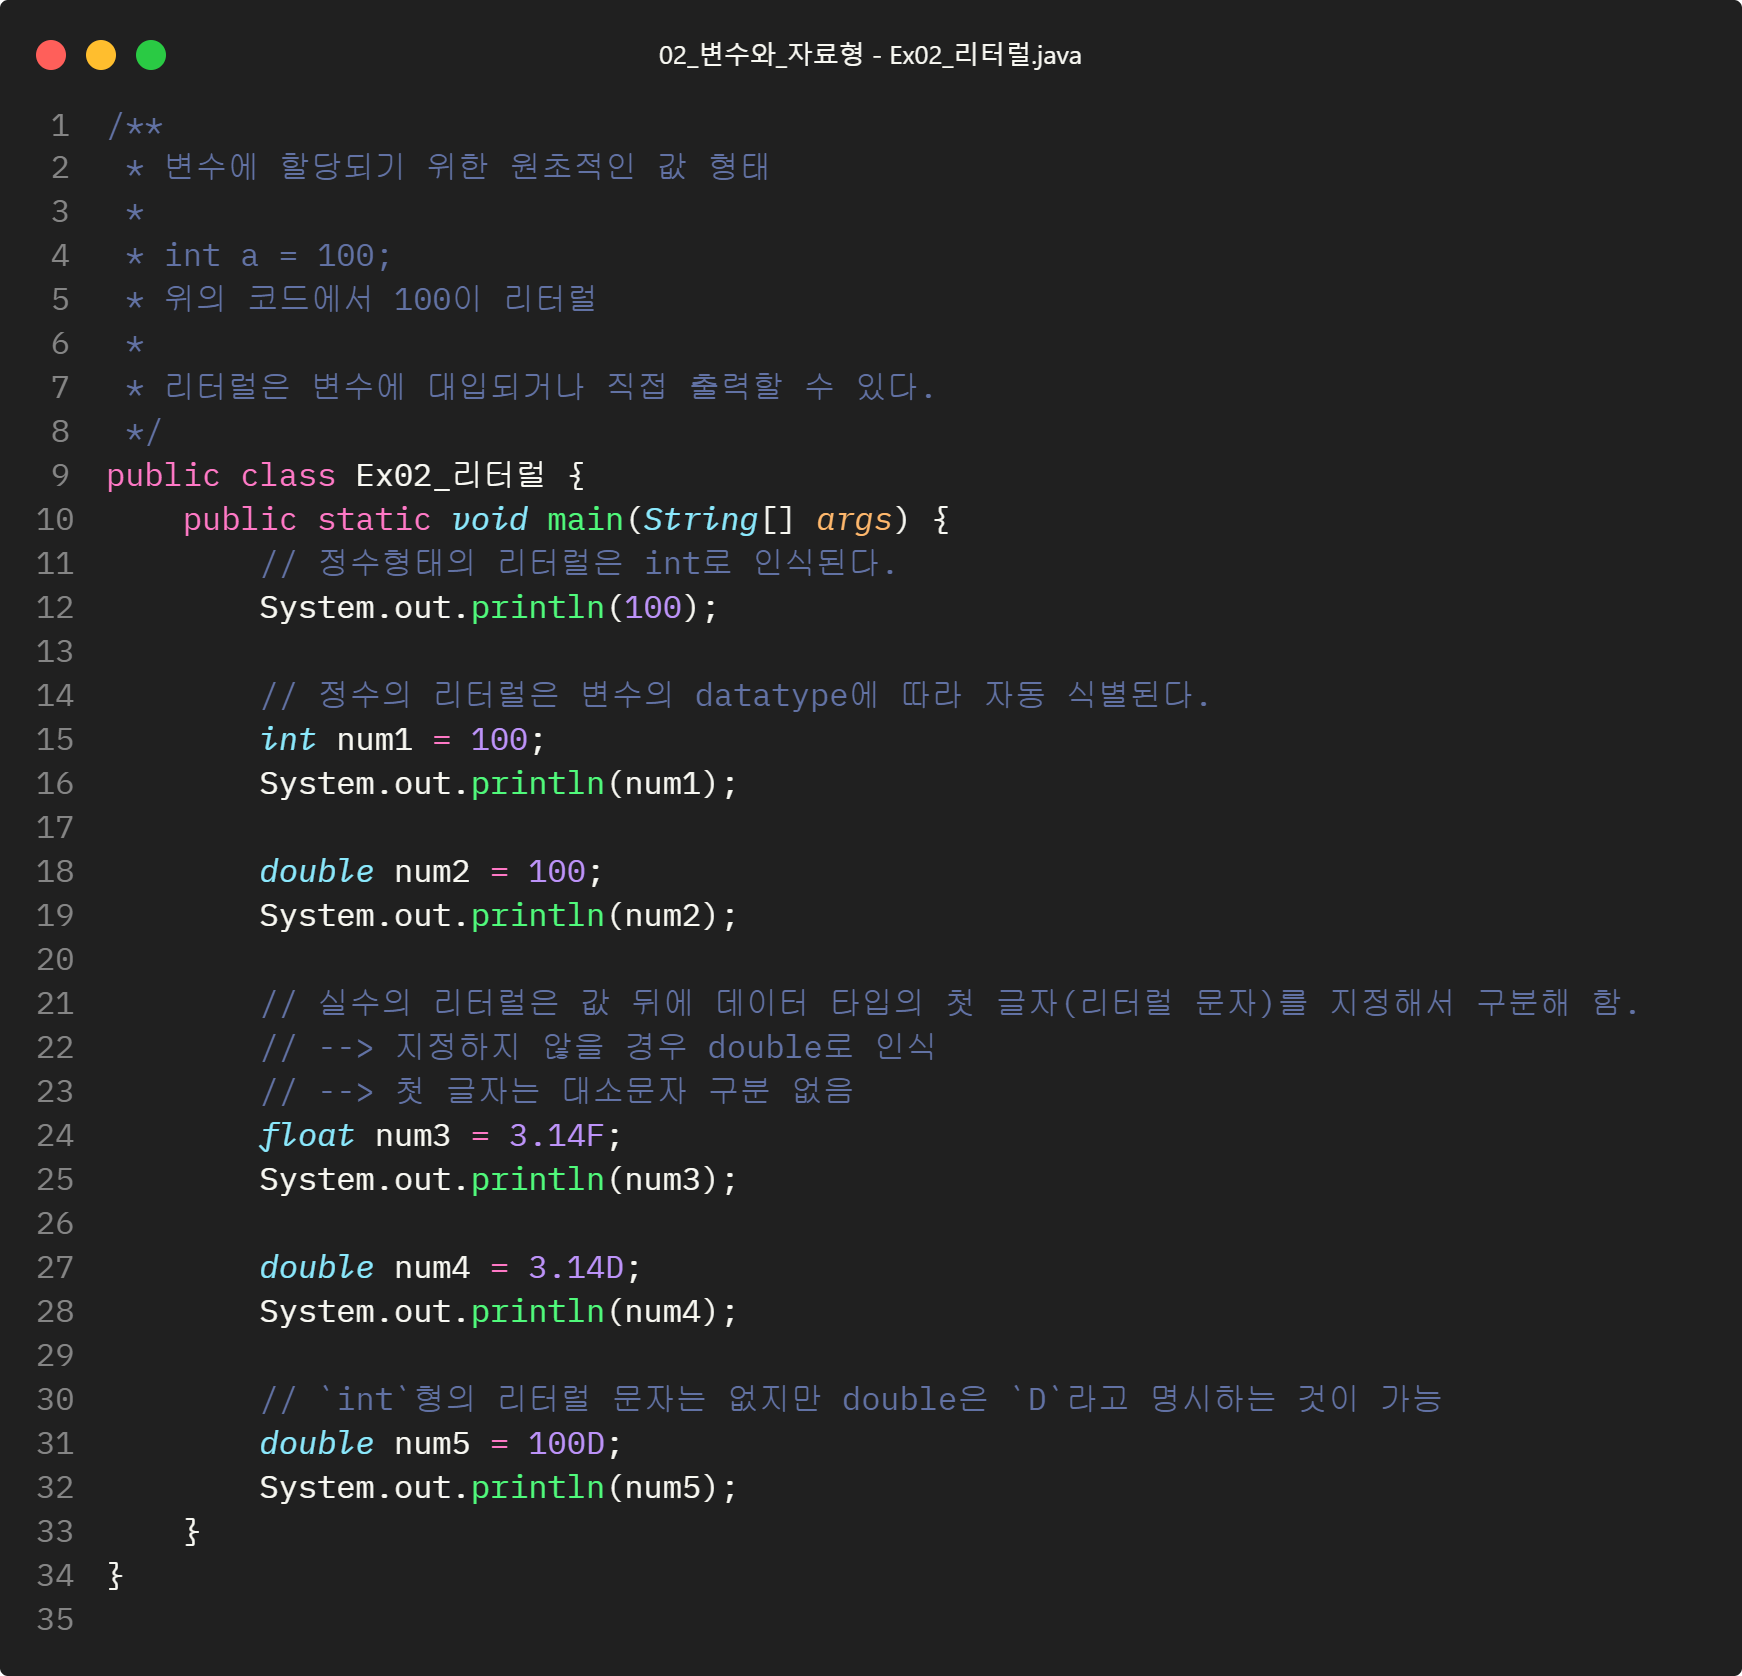 02_변수와_자료형 - Ex02_리터럴.java
1 /**
2  * 변수에 할당되기 위한 원초적인 값 형태
3  *
4  * int a = 100;
5  * 위의 코드에서 100이 리터럴
6  *
7  * 리터럴은 변수에 대입되거나 직접 출력할 수 있다.
8  */
9 public class Ex02_리터럴 {
10     public static void main(String[] args) {
11         // 정수형태의 리터럴은 int로 인식된다.
12         System.out.println(100);
13
14         // 정수의 리터럴은 변수의 datatype에 따라 자동 식별된다.
15         int num1 = 100;
16         System.out.println(num1);
17
18         double num2 = 100;
19         System.out.println(num2);
20
21         // 실수의 리터럴은 값 뒤에 데이터 타입의 첫 글자(리터럴 문자)를 지정해서 구분해 함.
22         // --> 지정하지 않을 경우 double로 인식
23         // --> 첫 글자는 대소문자 구분 없음
24         float num3 = 3.14F;
25         System.out.println(num3);
26
27         double num4 = 3.14D;
28         System.out.println(num4);
29
30         // `int`형의 리터럴 문자는 없지만 double은 `D`라고 명시하는 것이 가능
31         double num5 = 100D;
32         System.out.println(num5);
33     }
34 }
35